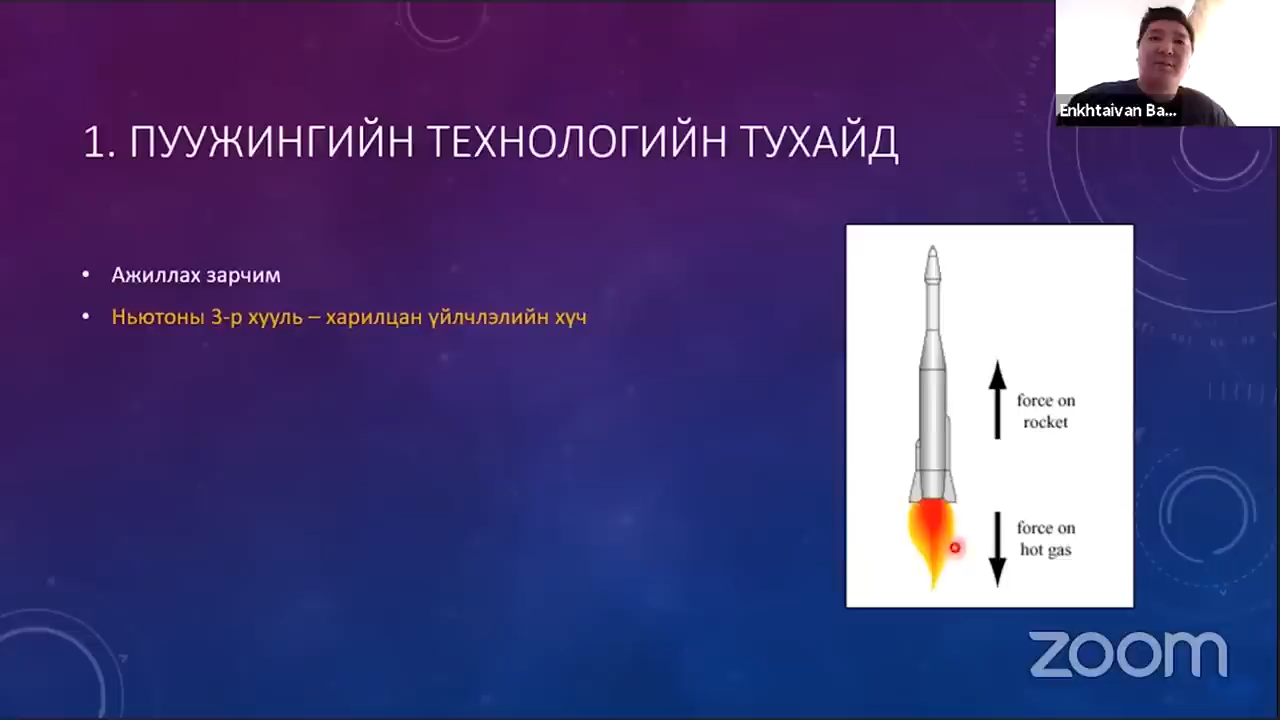 Enkhtaivan Ba...
1. ПУУЖИНГИЙН ТЕХНОЛОГИЙН ТУХАЙД
• Ажиллах зарчим
• Ньютоны 3-р хууль – харилцан үйлчлэлийн хүч
force on
rocket
force on
hot gas
zoom